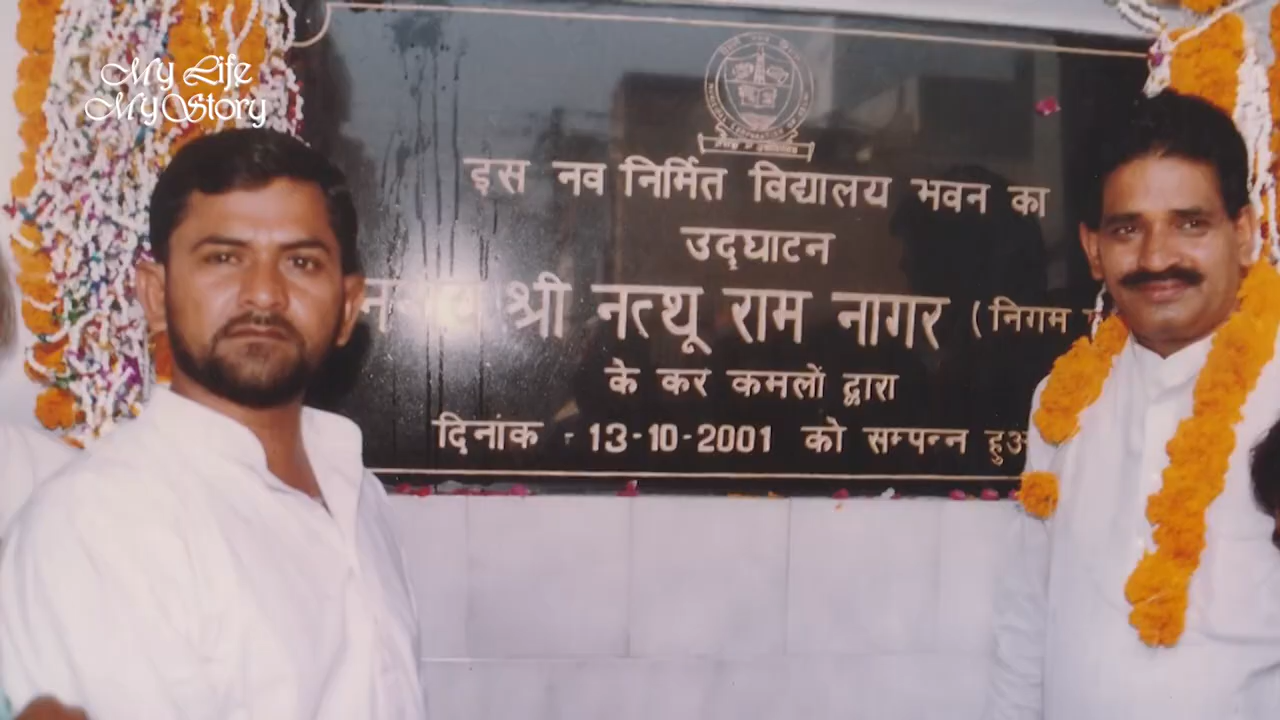 My Life
My Story
इस नव निर्मित विद्यालय भवन का
उद्घाटन
श्री नत्थू राम नागर (निगम
के कर कमलों द्वारा
दिनांक - 13-10-2001 को सम्पन्न